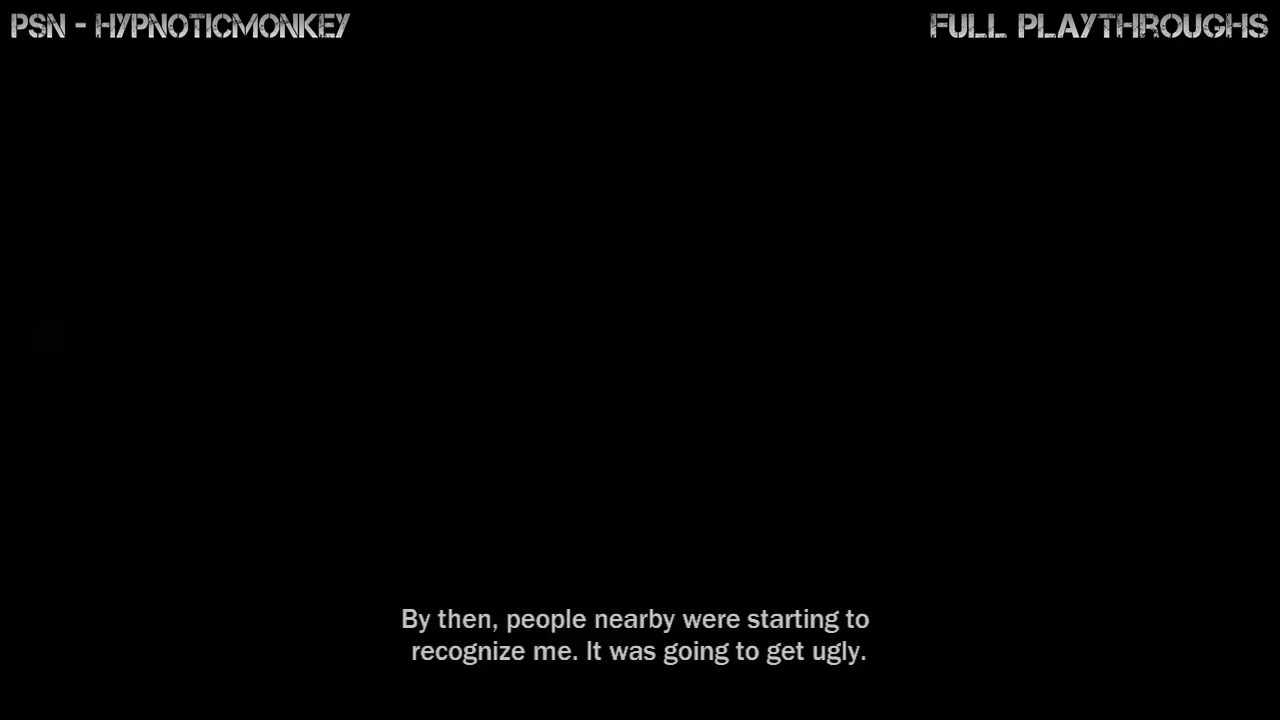 PSN - HYPNOTICMONKEY
FULL PLAYTHROUGHS
By then, people nearby were starting to
recognize me. It was going to get ugly.